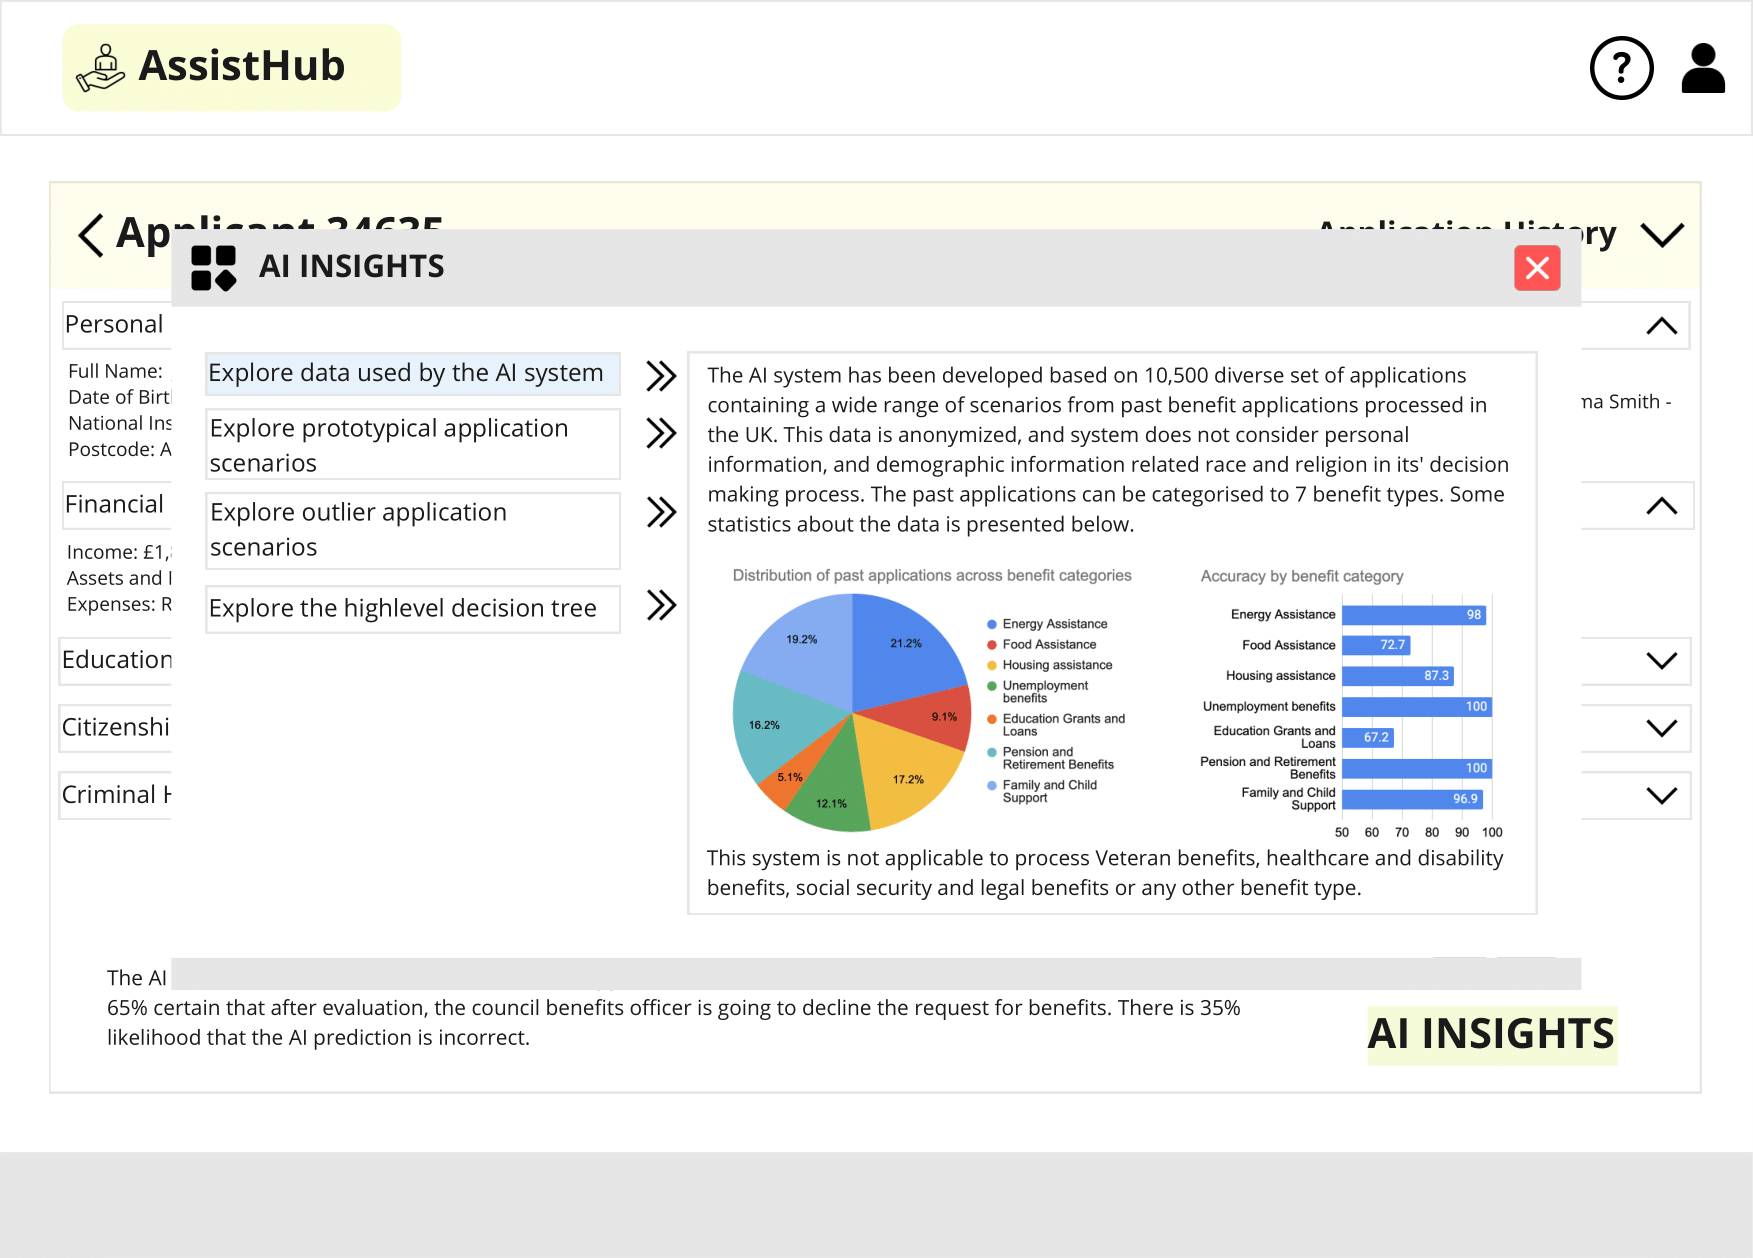 AssistHub
?
Applicant 34635
Application History
AI INSIGHTS
Personal
Full Name:
Date of Birt
National Ins
Postcode: A
ma Smith -
Financial
Income: £1,
Assets and
Expenses: R
Education
Citizenshi
Criminal
Explore data used by the AI system
Explore prototypical application
scenarios
Explore outlier application
scenarios
Explore the highlevel decision tree
The AI system has been developed based on 10,500 diverse set of applications
containing a wide range of scenarios from past benefit applications processed in
the UK. This data is anonymized, and system does not consider personal
information, and demographic information related race and religion in its' decision
making process. The past applications can be categorised to 7 benefit types. Some
statistics about the data is presented below.
Distribution of past applications across benefit categories
19.2%
21.2%
9.1%
16.2%
5.1%
17.2%
12.1%
Energy Assistance
Food Assistance
Housing assistance
Unemployment
benefits
Education Grants and
Loans
Pension and
Retirement Benefits
Family and Child
Support
Accuracy by benefit category
Energy Assistance 98
Food Assistance 72.7
Housing assistance 87.3
Unemployment benefits 100
Education Grants and
Loans 67.2
Pension and Retirement
Benefits 100
Family and Child
Support 96.9
50 60 70 80 90 100
This system is not applicable to process Veteran benefits, healthcare and disability
benefits, social security and legal benefits or any other benefit type.
The AI
65% certain that after evaluation, the council benefits officer is going to decline the request for benefits. There is 35%
likelihood that the AI prediction is incorrect.
AI INSIGHTS